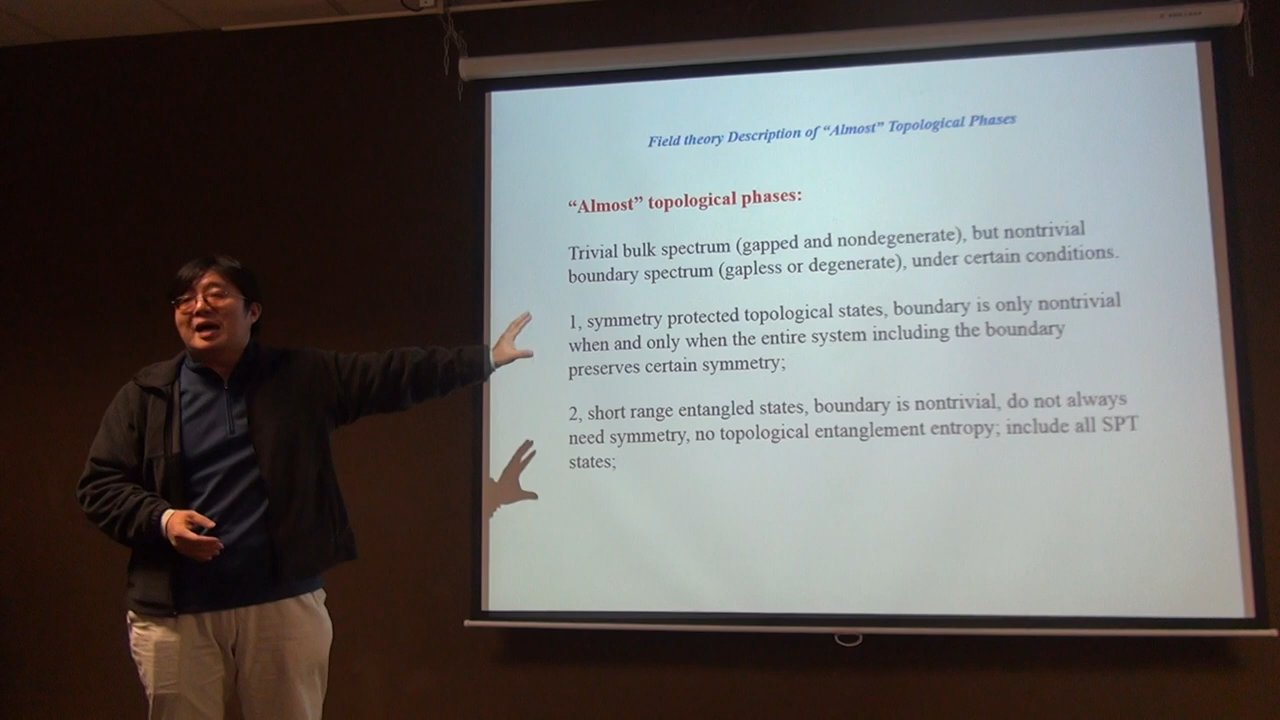 Field theory Description of “Almost” Topological Phases
“Almost” topological phases:
Trivial bulk spectrum (gapped and nondegenerate), but nontrivial
boundary spectrum (gapless or degenerate), under certain conditions.
1, symmetry protected topological states, boundary is only nontrivial
when and only when the entire system including the boundary
preserves certain symmetry;
2, short range entangled states, boundary is nontrivial, do not always
need symmetry, no topological entanglement entropy; include all SPT
states;